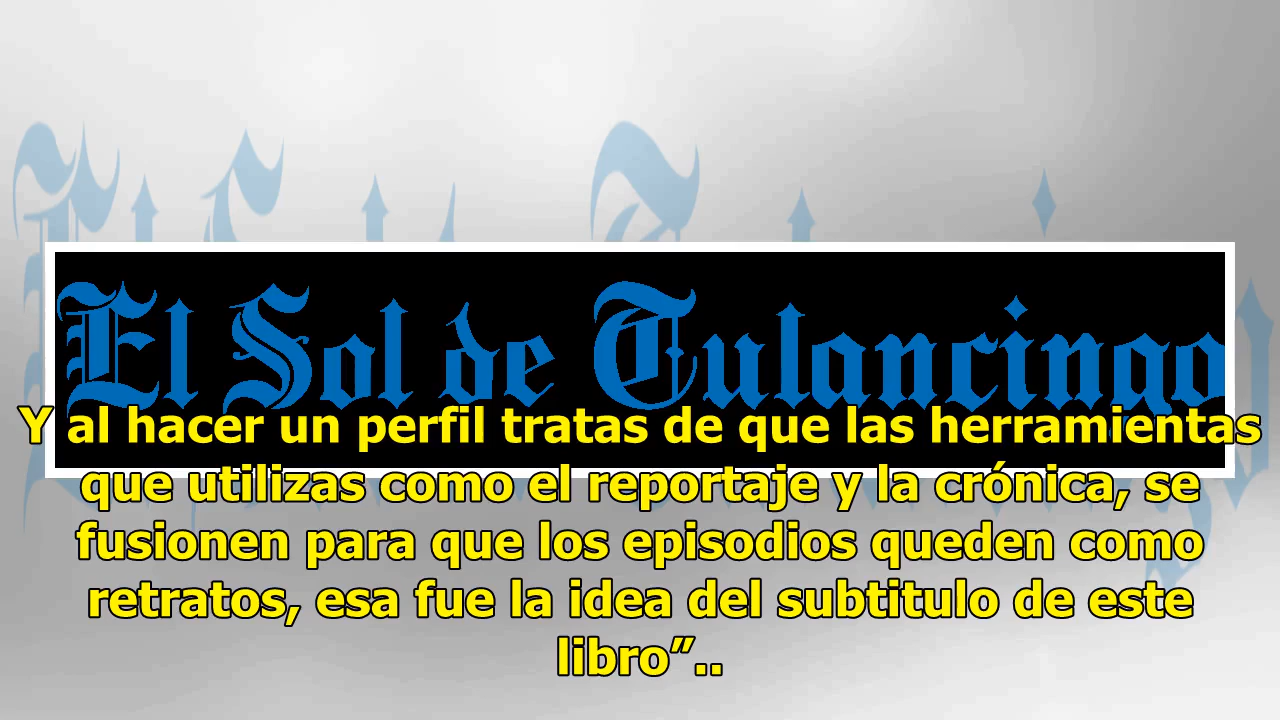 El Sol de Tulancingo
Y al hacer un perfil tratas de que las herramientas
que utilizas como el reportaje y la crónica, se
fusionen para que los episodios queden como
retratos, esa fue la idea del subtitulo de este
libro”..